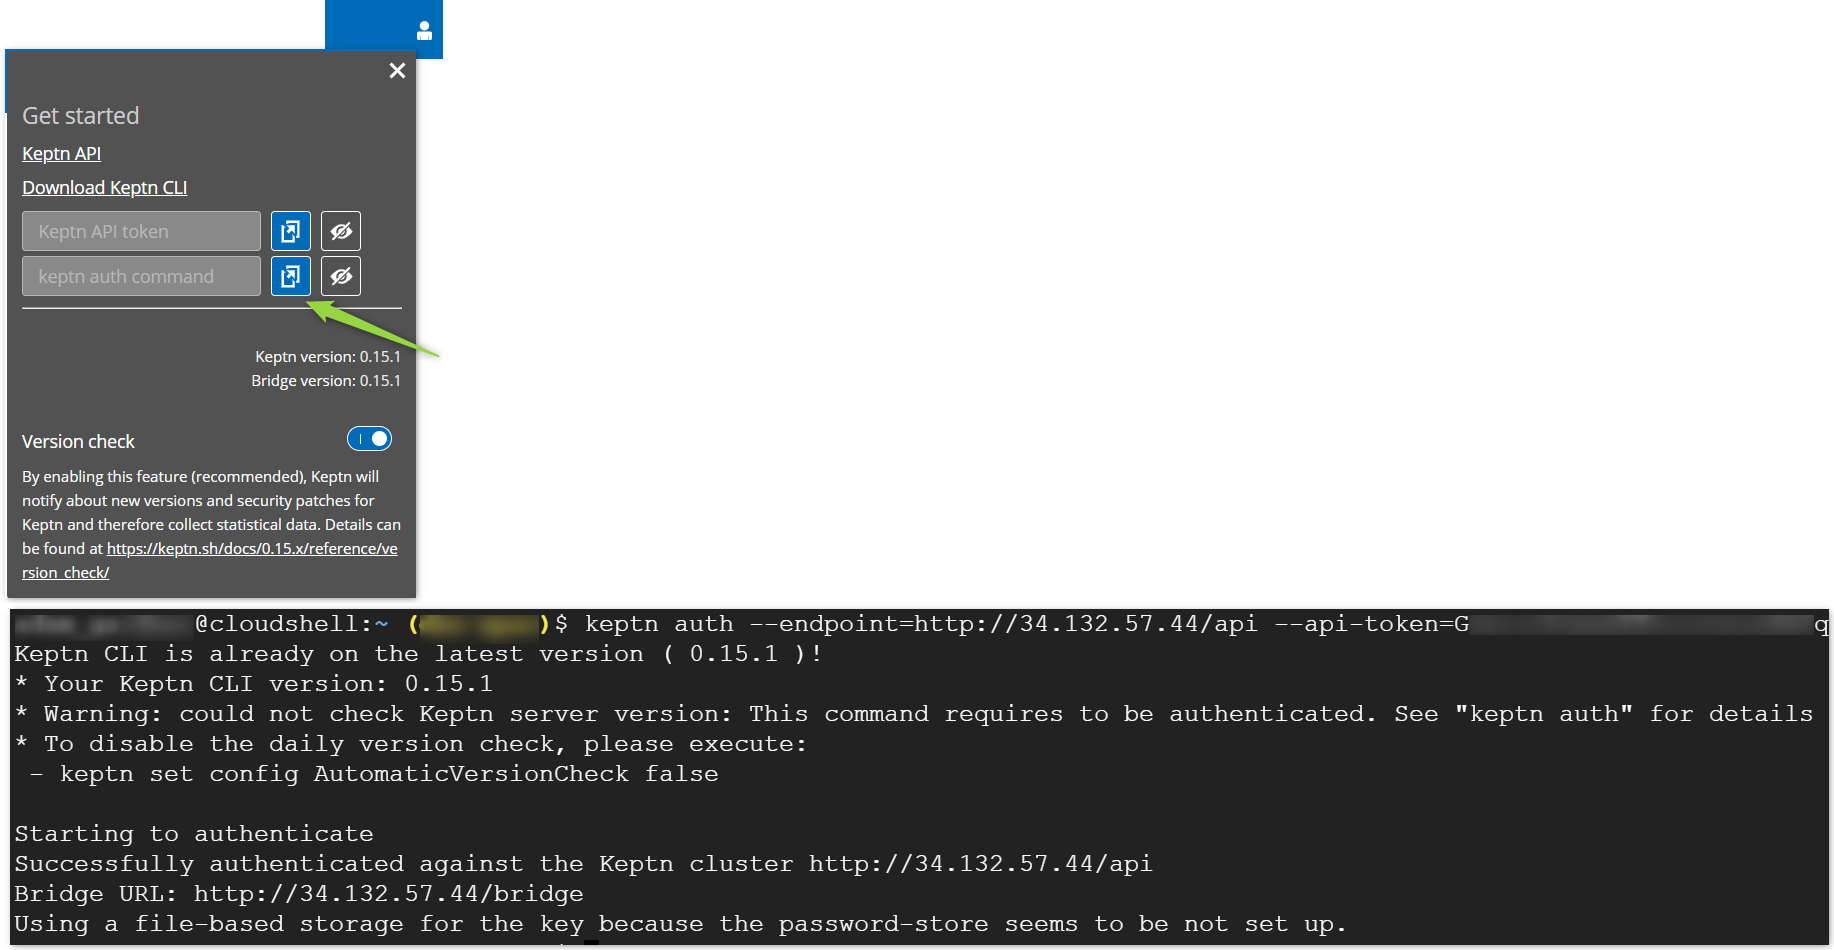 Get started
Keptn API
Download Keptn CLI
Keptn API token
keptn auth command
Keptn version: 0.15.1
Bridge version: 0.15.1
Version check
By enabling this feature (recommended), Keptn will
notify about new versions and security patches for
Keptn and therefore collect statistical data. Details can
be found at https://keptn.sh/docs/0.15.x/reference/ve
rsion_check/
@cloudshell:~ ( )$ keptn auth --endpoint=http://34.132.57.44/api --api-token=G q
Keptn CLI is already on the latest version ( 0.15.1 )!
* Your Keptn CLI version: 0.15.1
* Warning: could not check Keptn server version: This command requires to be authenticated. See "keptn auth" for details
* To disable the daily version check, please execute:
- keptn set config AutomaticVersionCheck false
Starting to authenticate
Successfully authenticated against the Keptn cluster http://34.132.57.44/api
Bridge URL: http://34.132.57.44/bridge
Using a file-based storage for the key because the password-store seems to be not set up.